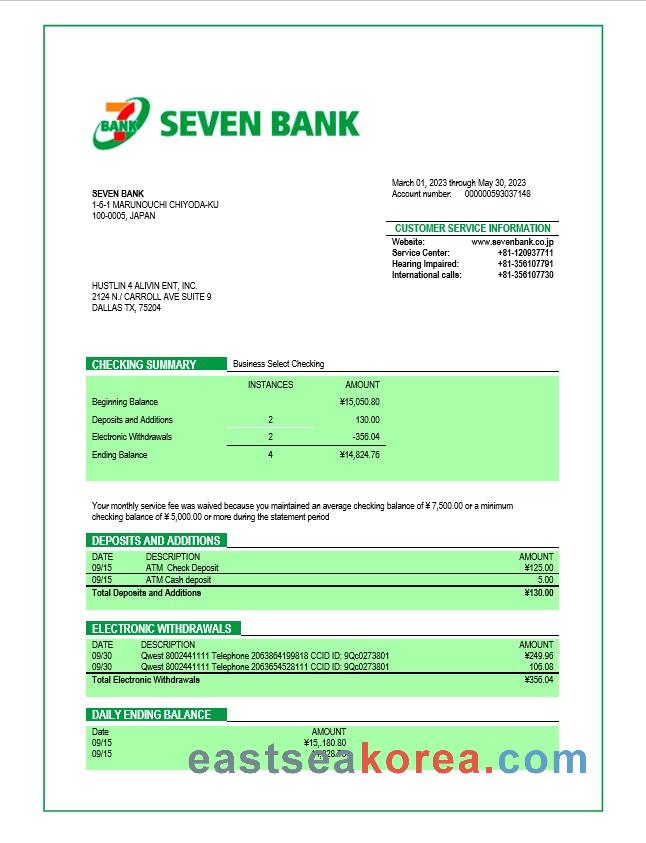 7
BANK
SEVEN BANK
March 01, 2023 through May 30, 2023
Account number: 000000593037148
SEVEN BANK
1-6-1 MARUNOUCHI CHIYODA-KU
100-0005, JAPAN
CUSTOMER SERVICE INFORMATION
Website: www.sevenbank.co.jp
Service Center: +81-120937711
Hearing Impaired: +81-356107791
International calls: +81-356107730
HUSTLIN 4 ALIVIN ENT, INC.
2124 N./ CARROLL AVE SUITE 9
DALLAS TX, 75204
CHECKING SUMMARY Business Select Checking
INSTANCES AMOUNT
Beginning Balance ¥15,050.80
Deposits and Additions 2 130.00
Electronic Withdrawals 2 -356.04
Ending Balance 4 ¥14,824.76
Your monthly service fee was waived because you maintained an average checking balance of ¥ 7,500.00 or a minimum
checking balance of ¥ 5,000.00 or more during the statement period
DEPOSITS AND ADDITIONS
DATE DESCRIPTION AMOUNT
09/15 ATM Check Deposit ¥125.00
09/15 ATM Cash deposit 5.00
Total Deposits and Additions ¥130.00
ELECTRONIC WITHDRAWALS
DATE DESCRIPTION AMOUNT
09/30 Qwest 8002441111 Telephone 2063864199818 CCID ID: 9Qc0273801 ¥249.96
09/30 Qwest 8002441111 Telephone 2063654528111 CCID ID: 9Qc0273801 106.08
Total Electronic Withdrawals ¥356.04
DAILY ENDING BALANCE
Date AMOUNT
09/15 ¥15,.180.80
09/15
eastseakorea.com